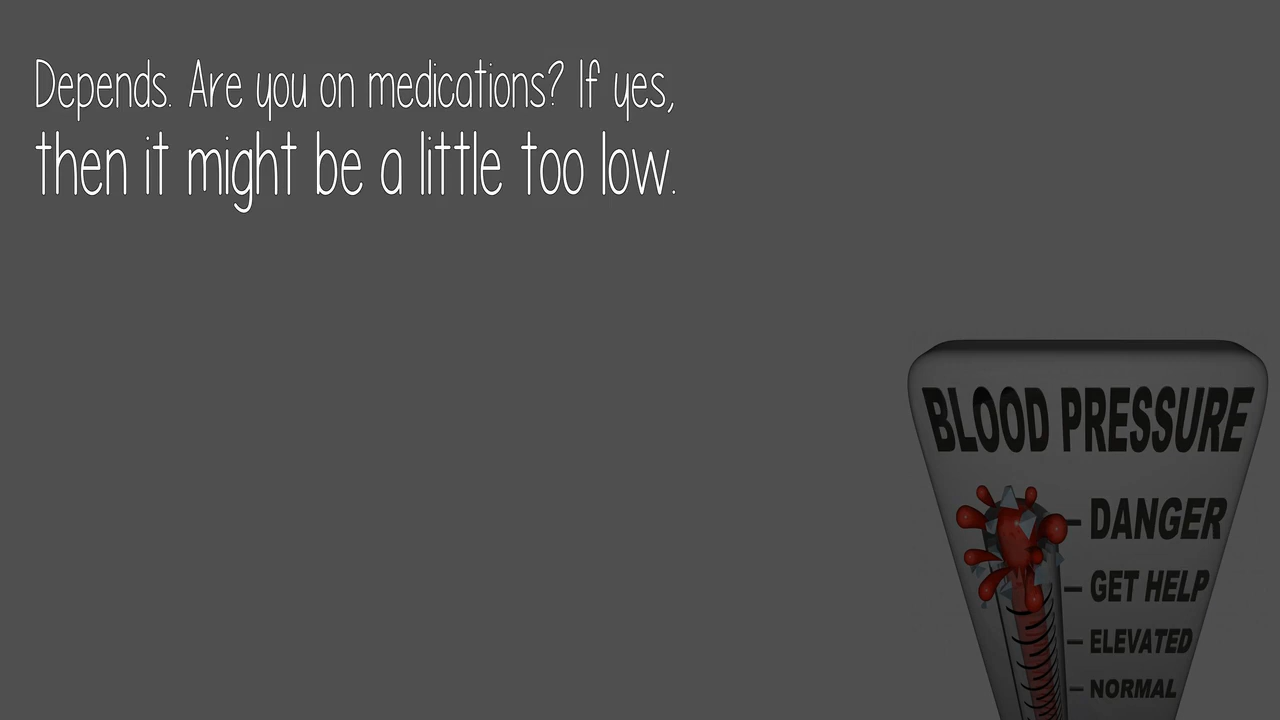 Depends. Are you on medications? If yes,
then it might be a little too low.
BLOOD PRESSURE
DANGER
GET HELP
ELEVATED
NORMAL